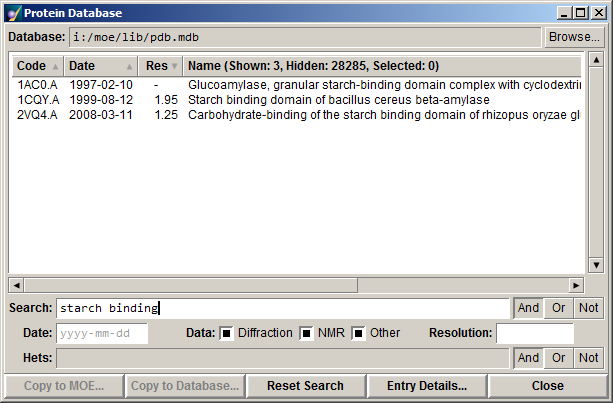 Protein Database
Database: i:/moe/lib/pdb.mdb Browse...
Code Date Res Name (Shown: 3, Hidden: 28285, Selected: 0)
1AC0.A 1997-02-10 - Glucoamylase, granular starch-binding domain complex with cyclodextrin
1CQY.A 1999-08-12 1.95 Starch binding domain of bacillus cereus beta-amylase
2VQ4.A 2008-03-11 1.25 Carbohydrate-binding of the starch binding domain of rhizopus oryzae gl
Search: starch binding And Or Not
Date: yyyy-mm-dd Data: Diffraction NMR Other Resolution:
Hets: And Or Not
Copy to MOE... Copy to Database... Reset Search Entry Details... Close